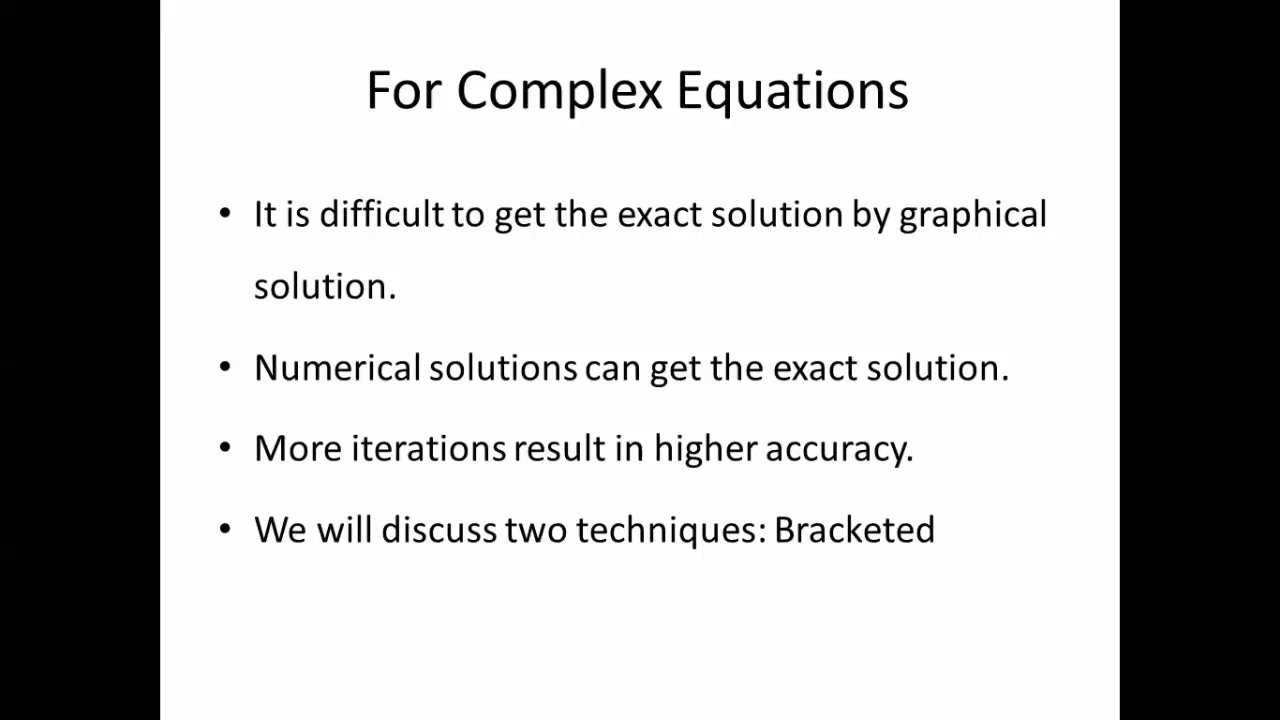 For Complex Equations
• It is difficult to get the exact solution by graphical
solution.
• Numerical solutions can get the exact solution.
• More iterations result in higher accuracy.
• We will discuss two techniques: Bracketed